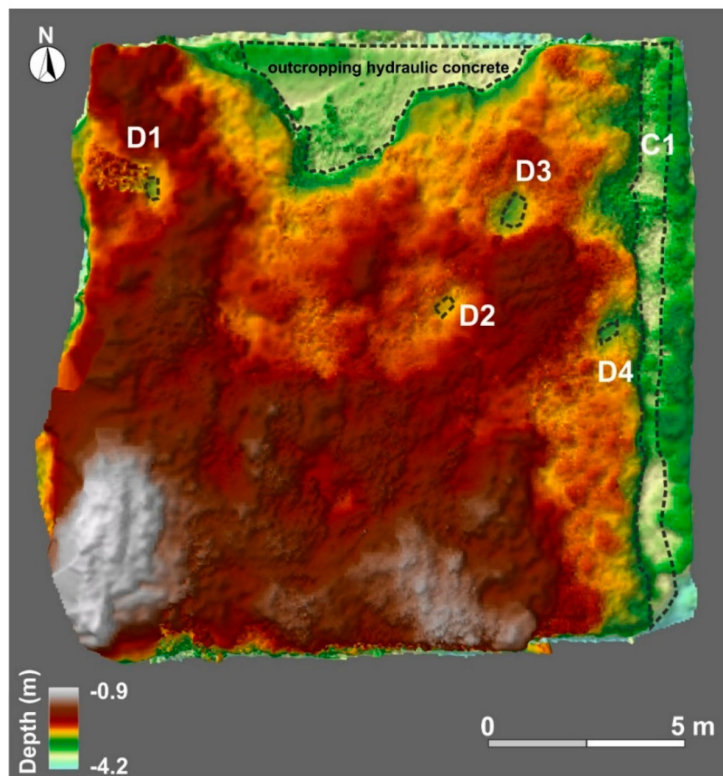 N
outcropping hydraulic concrete
D1
C1
D3
D2
D4
Depth (m)
-0.9
-4.2
0
5 m